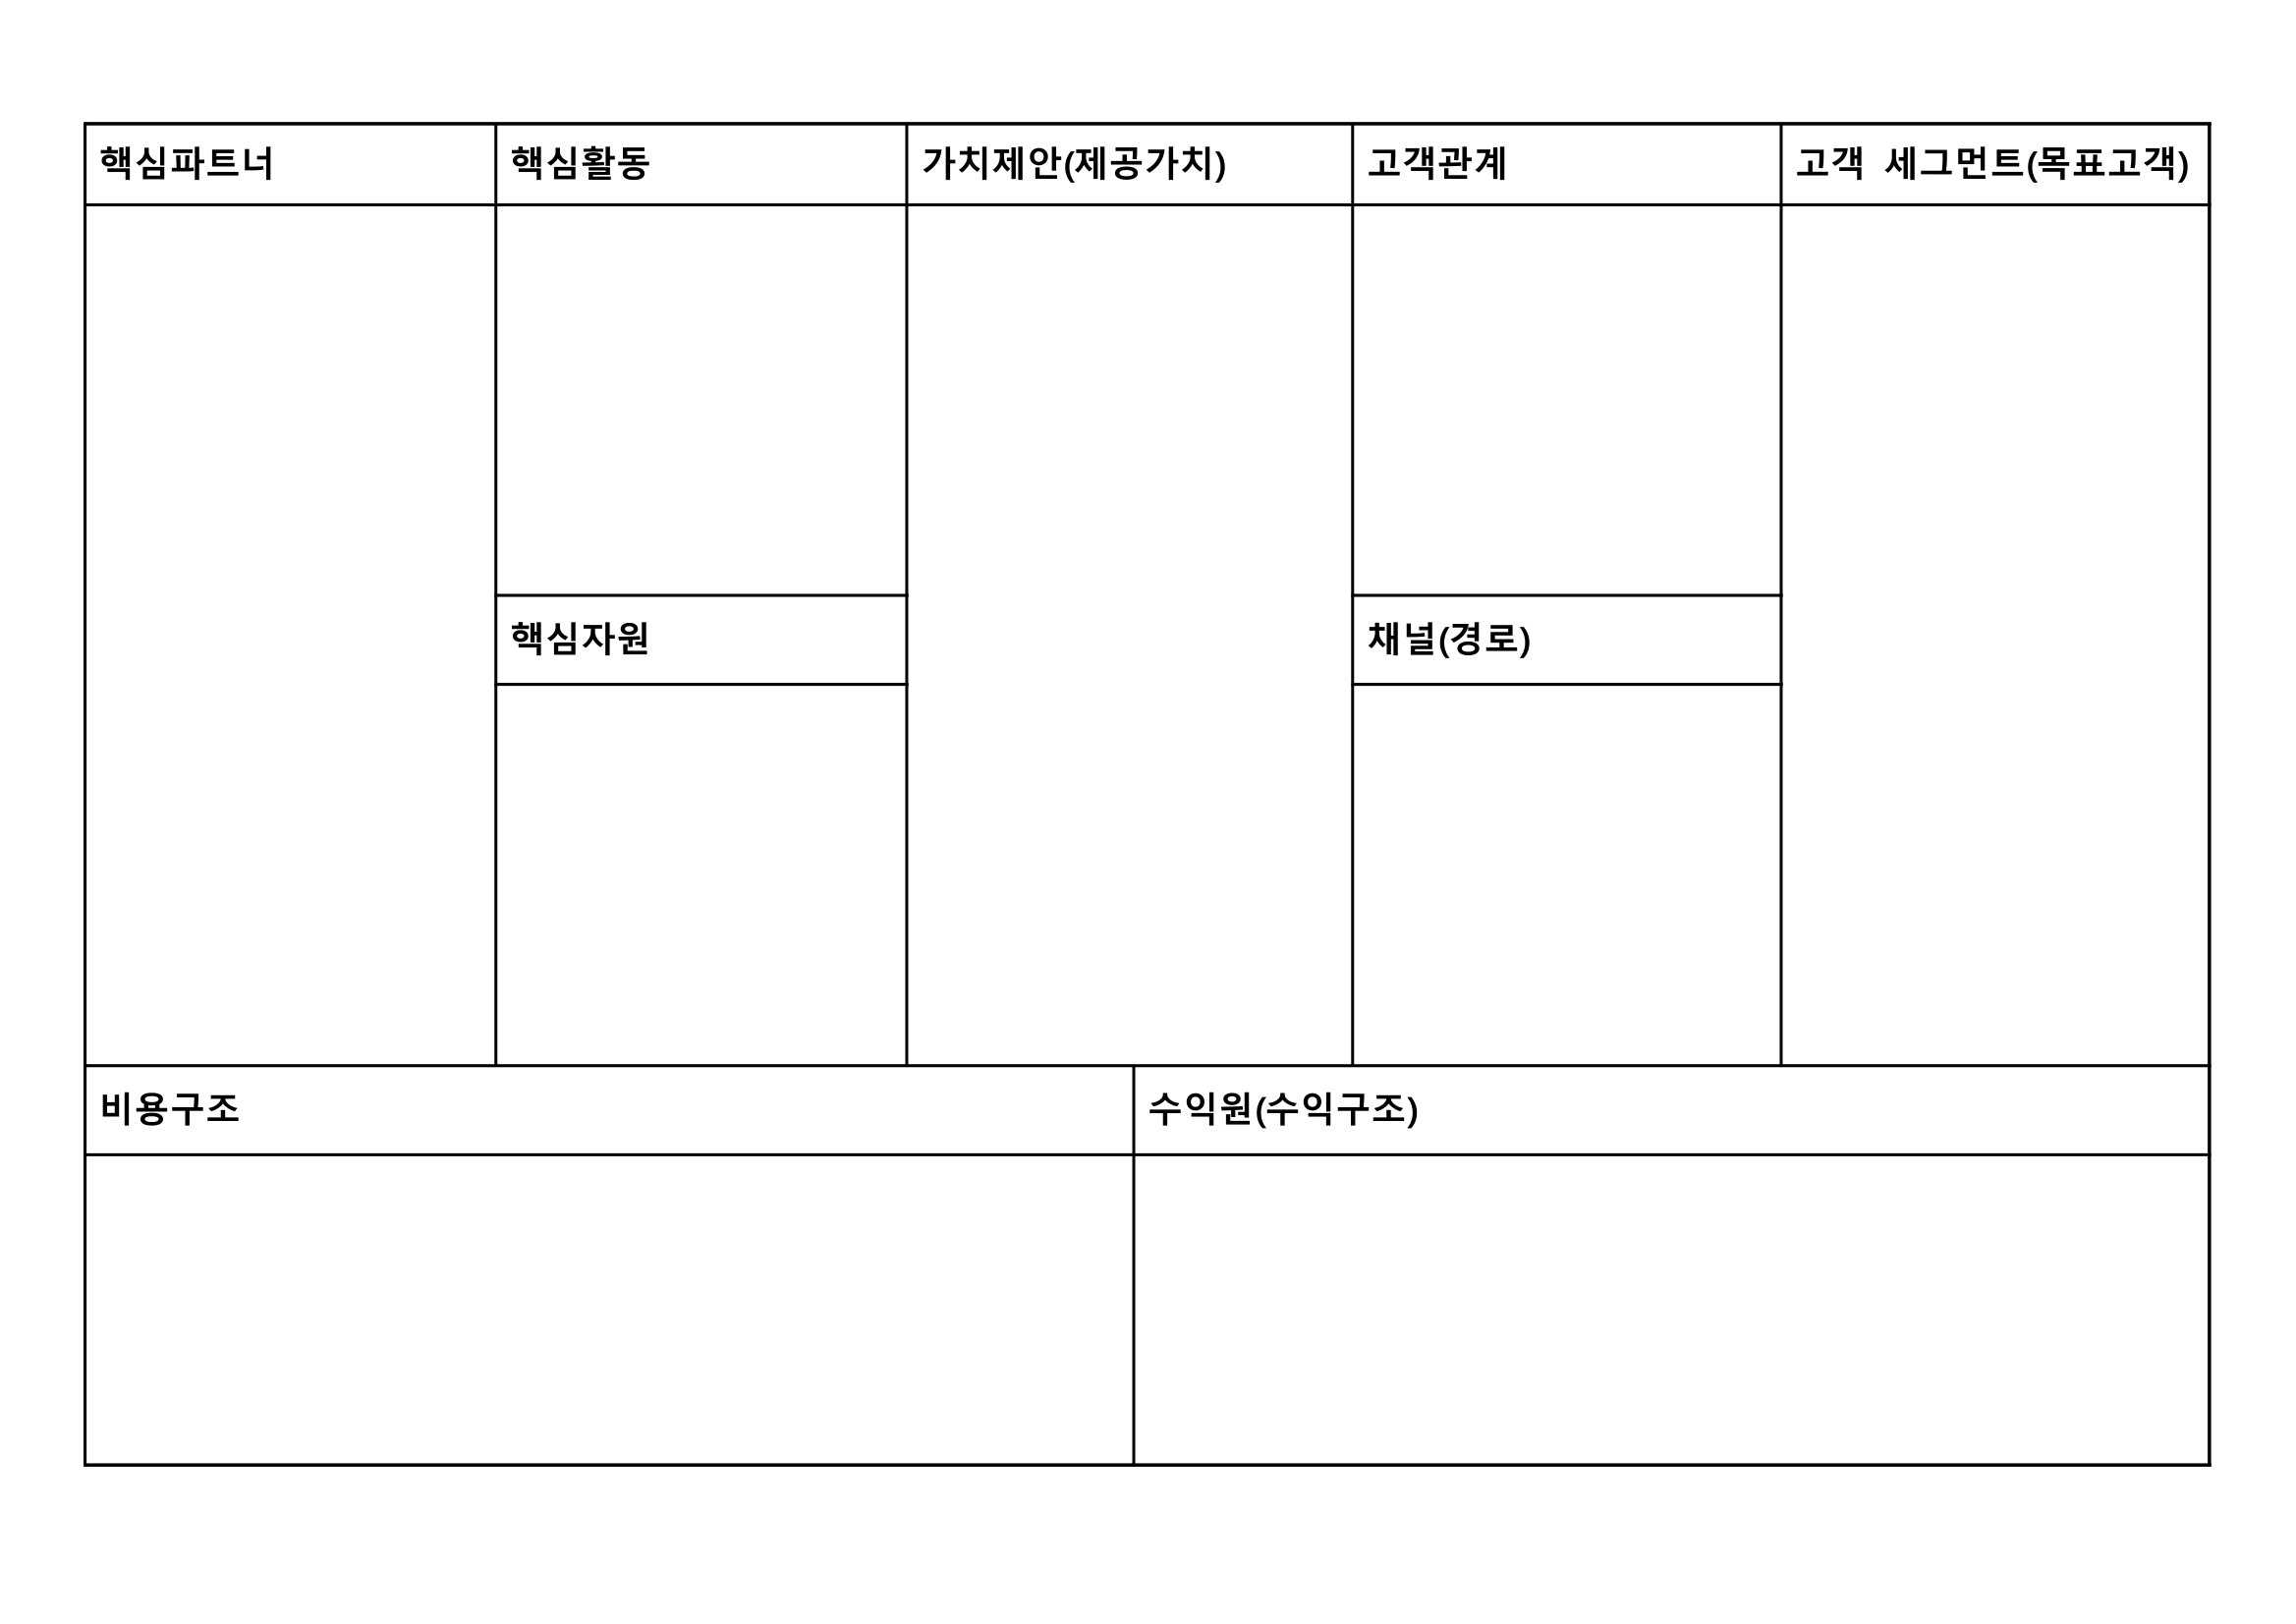 핵심파트너
핵심활동
가치제안(제공가치)
고객관계
고객 세그먼트(목표고객)
핵심자원
채널(경로)
비용구조
수익원(수익구조)